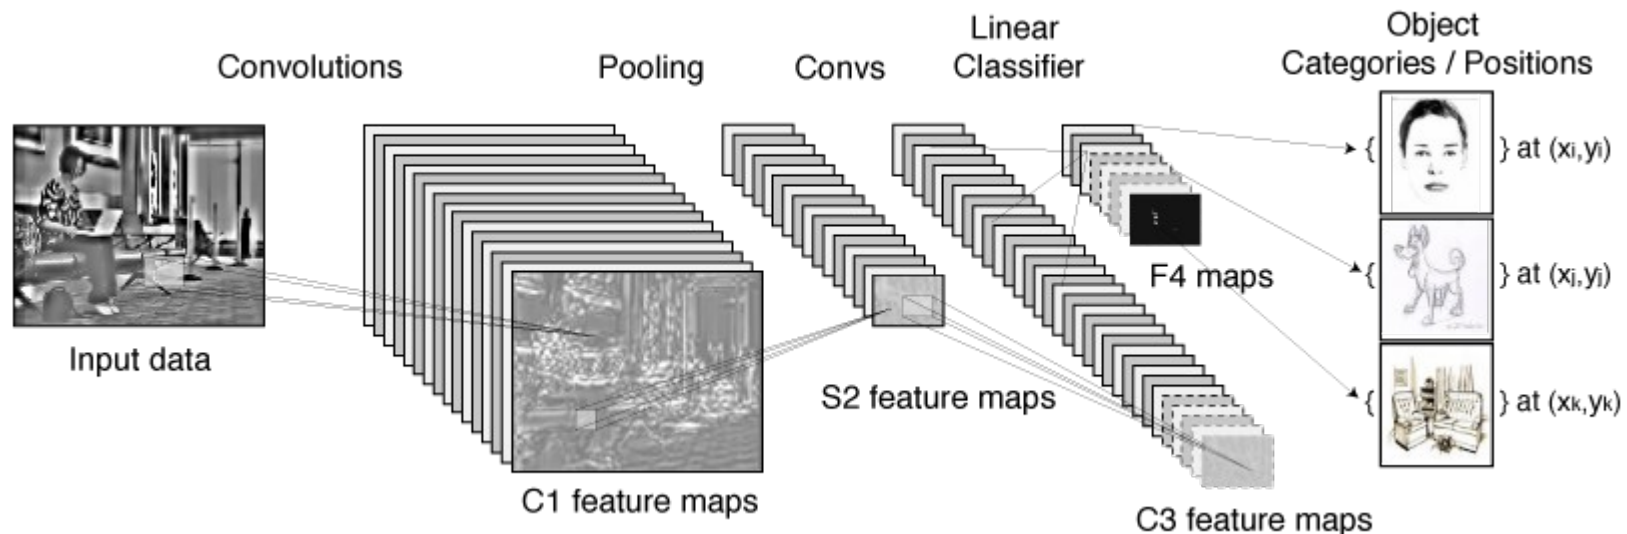 Convolutions
Pooling
Convs
Linear
Classifier
Object
Categories / Positions
{ } at (xi,yi)
{ } at (xj,yj)
{ } at (xk,yk)
Input data
C1 feature maps
S2 feature maps
C3 feature maps
F4 maps